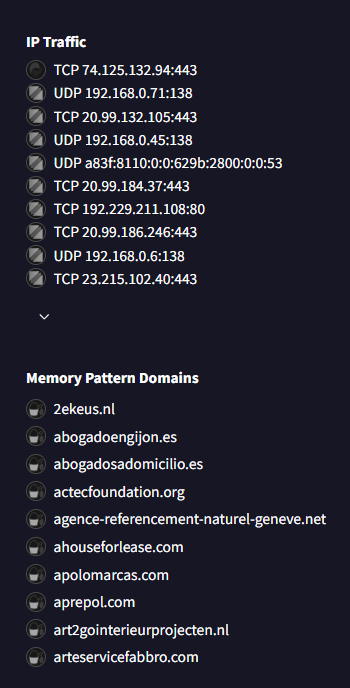 IP Traffic
TCP 74.125.132.94:443
UDP 192.168.0.71:138
TCP 20.99.132.105:443
UDP 192.168.0.45:138
UDP a83f:8110:0:0:629b:2800:0:0:53
TCP 20.99.184.37:443
TCP 192.229.211.108:80
TCP 20.99.186.246:443
UDP 192.168.0.6:138
TCP 23.215.102.40:443
Memory Pattern Domains
2ekeus.nl
abogadoengijon.es
abogadosadomicilio.es
actecfoundation.org
agence-referencement-naturel-geneve.net
ahouseforlease.com
apolomarcas.com
aprepol.com
art2gointerieurprojecten.nl
arteservicefabbro.com